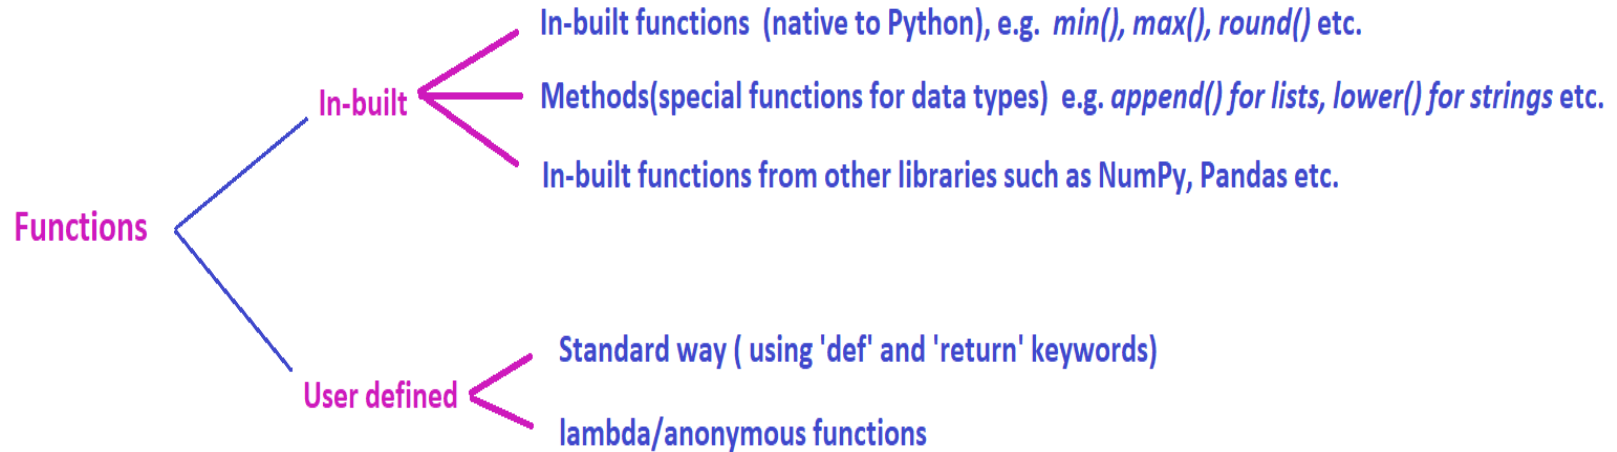 In-built functions (native to Python), e.g. min(), max(), round() etc.
In-built
Methods(special functions for data types) e.g. append() for lists, lower() for strings etc.
In-built functions from other libraries such as NumPy, Pandas etc.
Functions
Standard way ( using 'def' and 'return' keywords)
User defined
lambda/anonymous functions